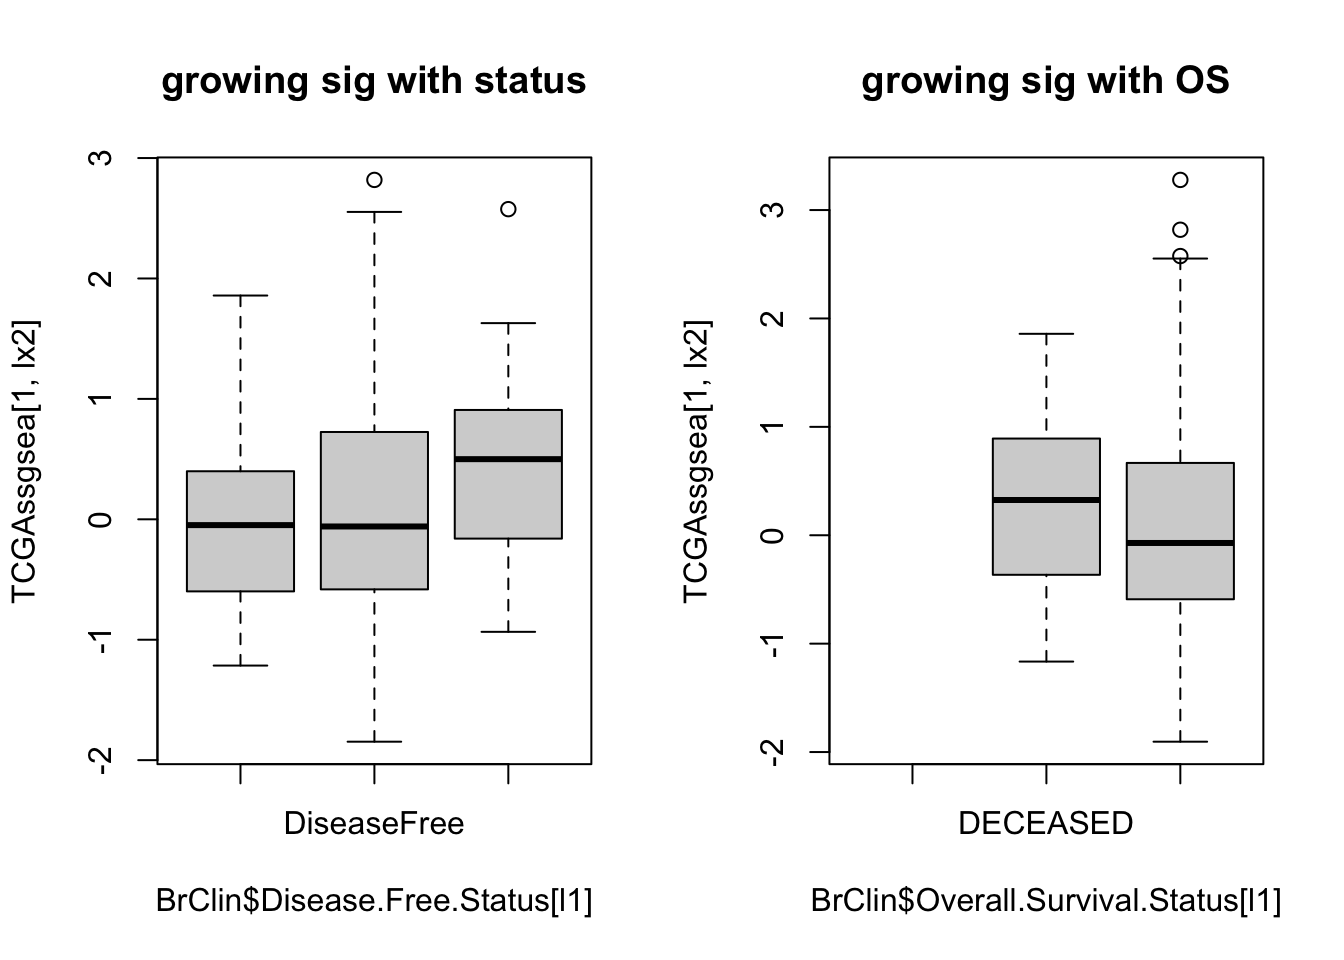 growing sig with status
TCGAssgsea[1, lx2]
3
2
1
0
-1
-2
DiseaseFree
BrClin$Disease.Free.Status[l1]
growing sig with OS
TCGAssgsea[1, lx2]
3
2
1
0
-1
-2
DECEASED
BrClin$Overall.Survival.Status[l1]